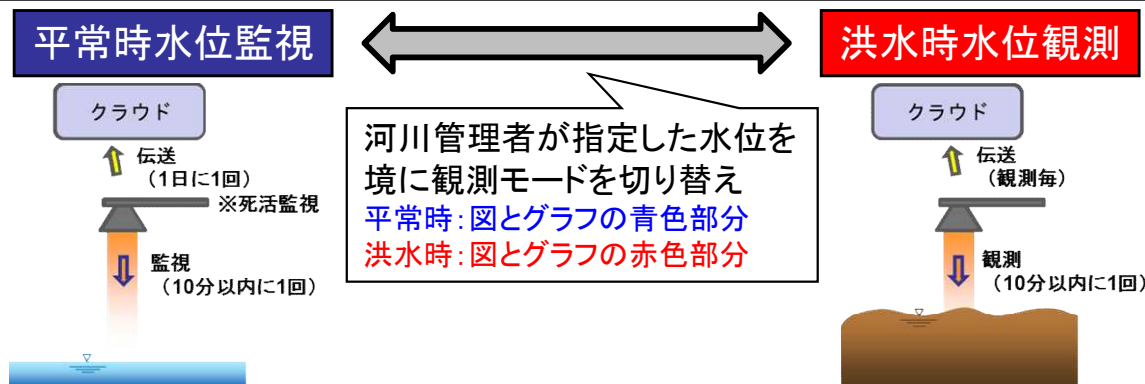 平常時水位監視
洪水時水位観測
クラウド
伝送
(1日に1回)
※死活監視
監視
(10分以内に1回)
河川管理者が指定した水位を
境に観測モードを切り替え
平常時:図とグラフの青色部分
洪水時:図とグラフの赤色部分
クラウド
伝送
(観測毎)
観測
(10分以内に1回)